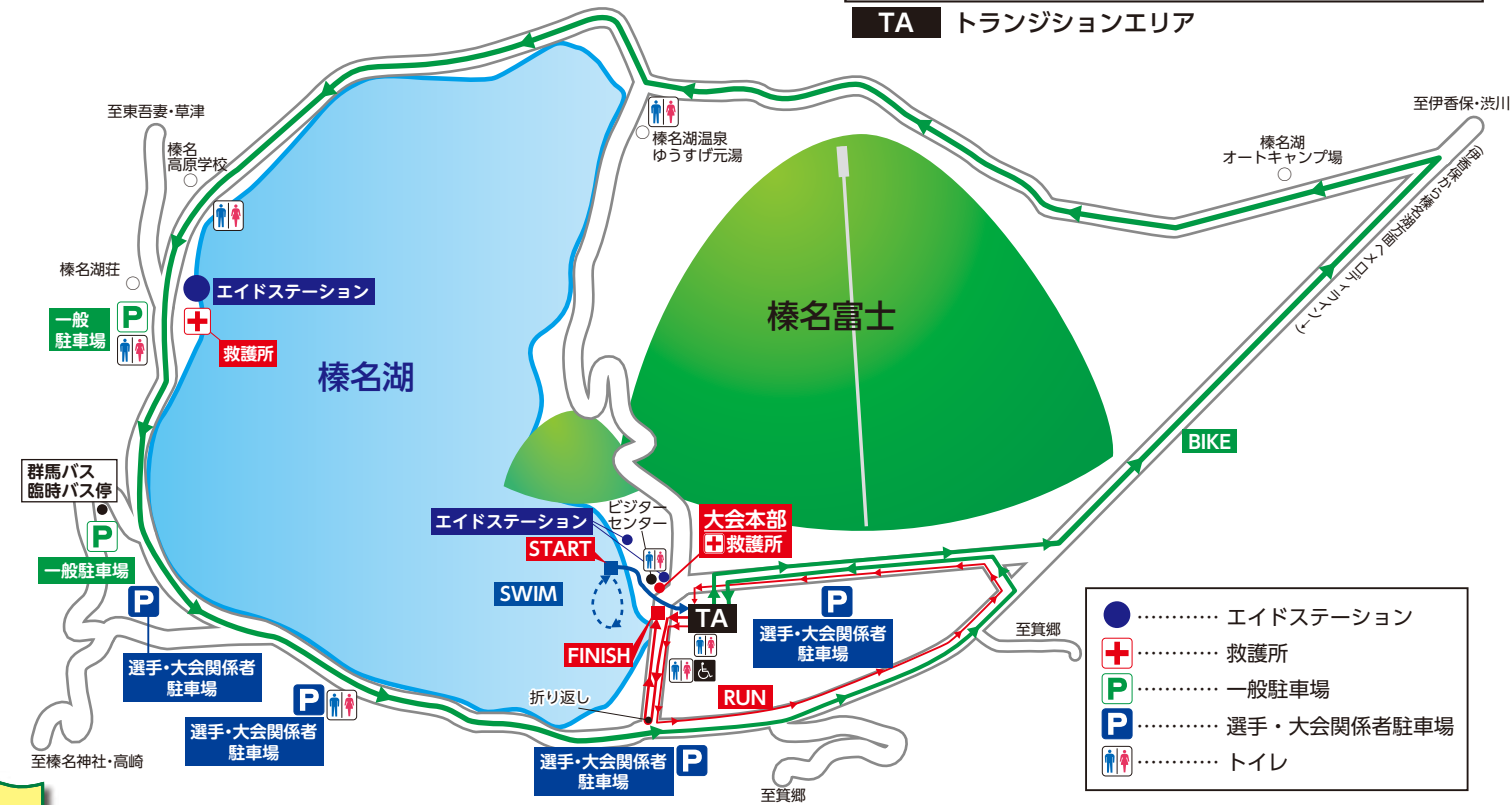 TA トランジションエリア
至伊香保・渋川
至東吾妻・草津
榛名
高原学校
榛名湖温泉
ゆうすげ元湯
榛名湖
オートキャンプ場
(伊香保から榛名湖方面へメロディライン→)
榛名湖荘
エイドステーション
一般
駐車場
P
救護所
榛名湖
榛名富士
BIKE
群馬バス
臨時バス停
P
一般駐車場
ビジター
センター
エイドステーション
大会本部
救護所
START
SWIM
TA
FINISH
P
選手・大会関係者
駐車場
至箕郷
RUN
折り返し
P
選手・大会関係者
駐車場
P
選手・大会関係者
駐車場
P
選手・大会関係者
駐車場
至榛名神社・高崎
至箕郷
………… エイドステーション
………… 救護所
P ………… 一般駐車場
P ………… 選手・大会関係者駐車場
………… トイレ